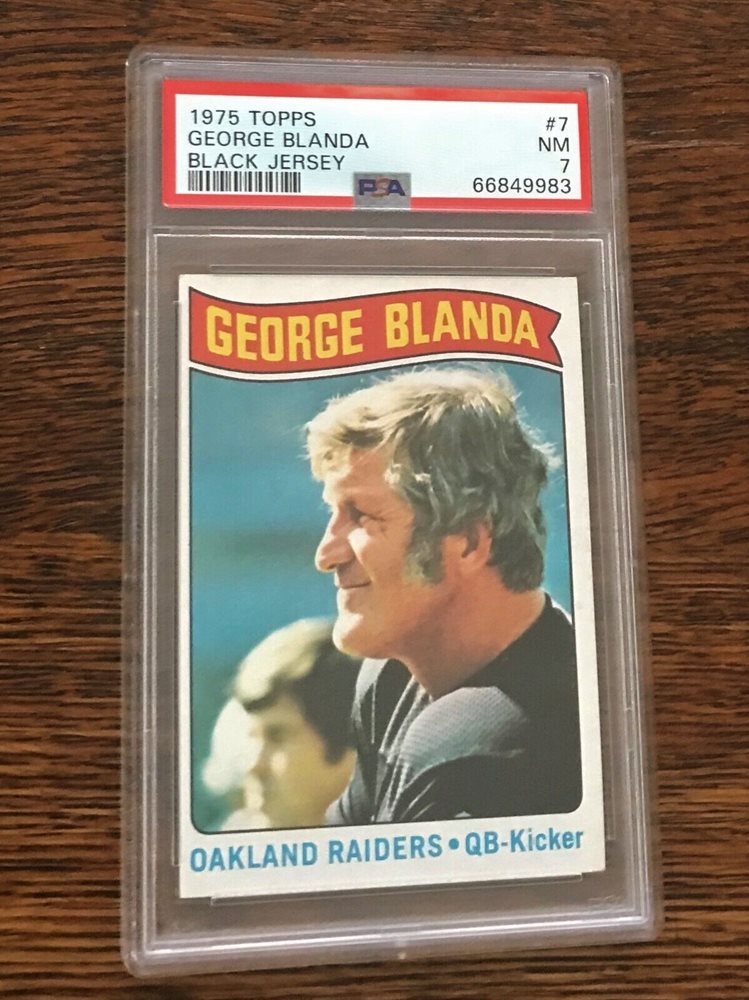 1975 TOPPS #7
GEORGE BLANDA NM
BLACK JERSEY 7
PSA 66849983
GEORGE BLANDA
OAKLAND RAIDERS • QB-Kicker